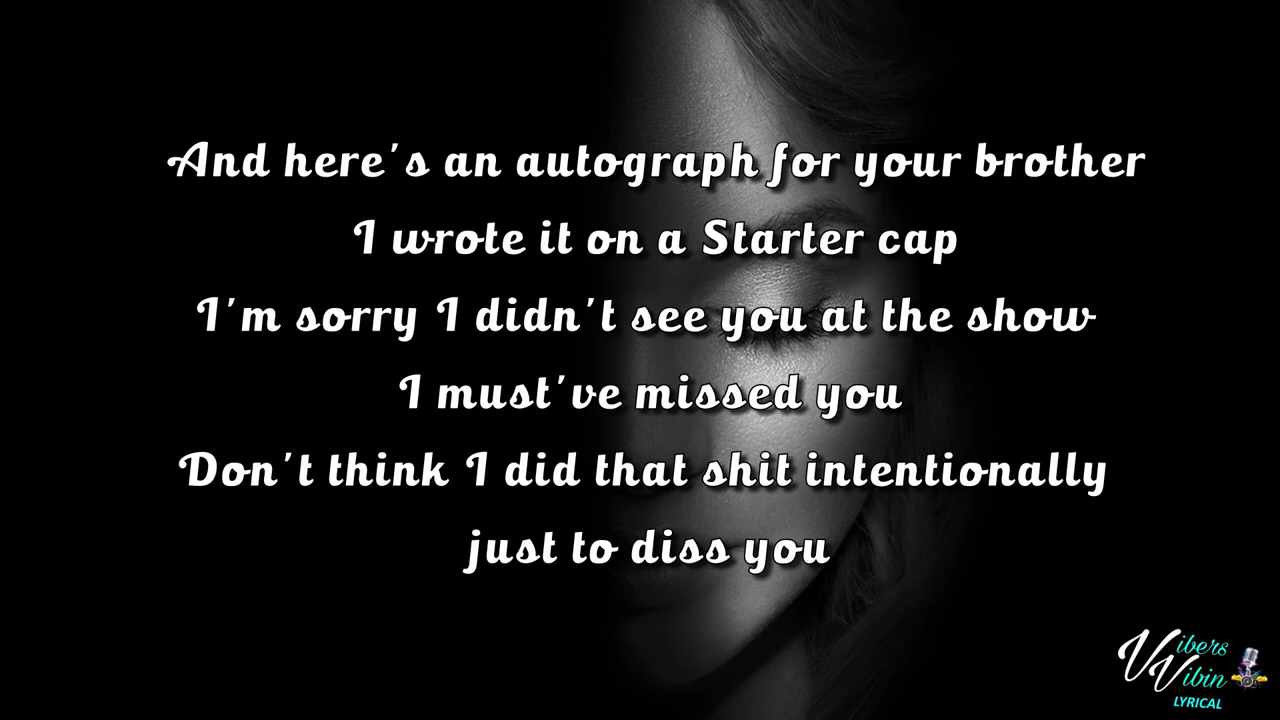 And here's an autograph for your brother
I wrote it on a Starter cap
I'm sorry I didn't see you at the show
I must've missed you
Don't think I did that shit intentionally
just to diss you
Vibers
Vibin
LYRICAL